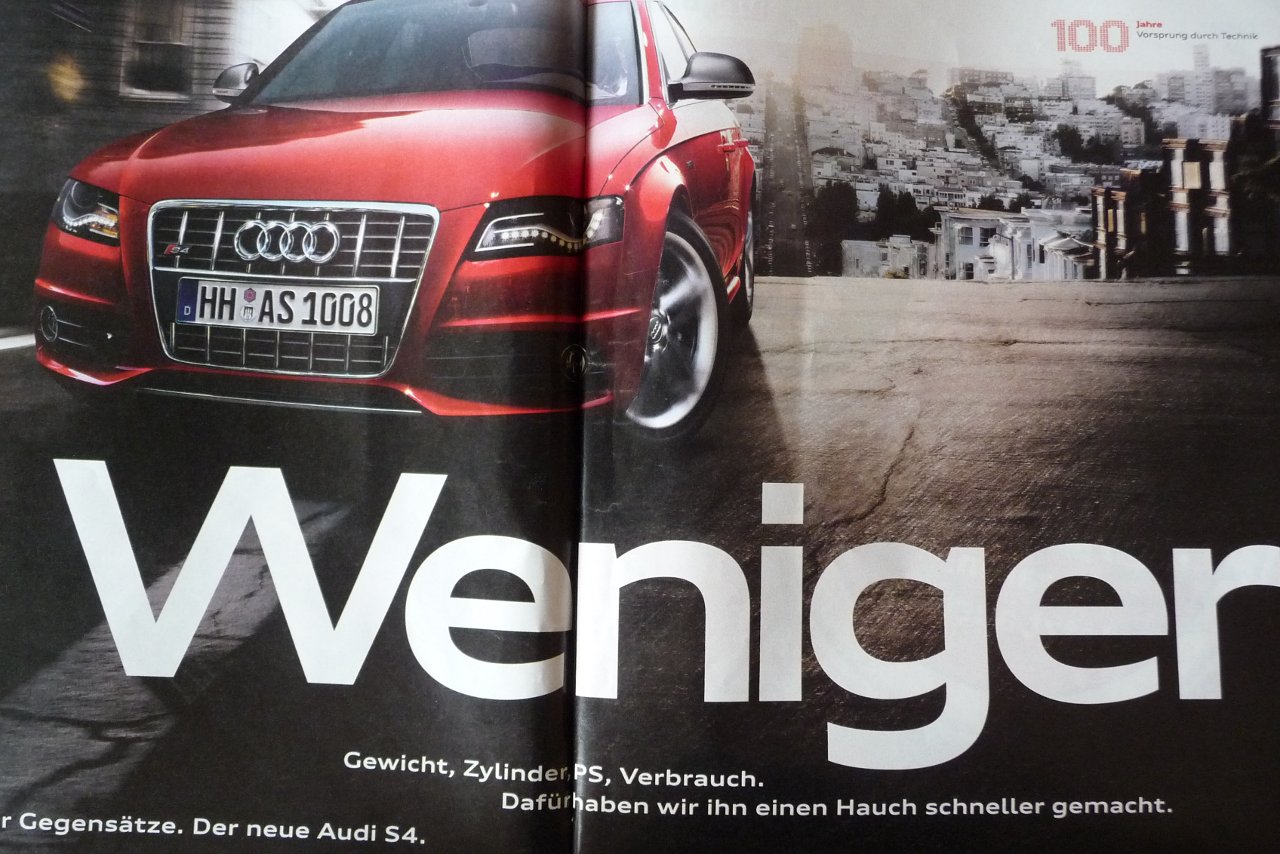 100 Jahre
Vorsprung durch Technik
S4
D HH AS 1008
Weniger
Gewicht, Zylinder, PS, Verbrauch.
Dafür haben wir ihn einen Hauch schneller gemacht.
r Gegensätze. Der neue Audi S4.